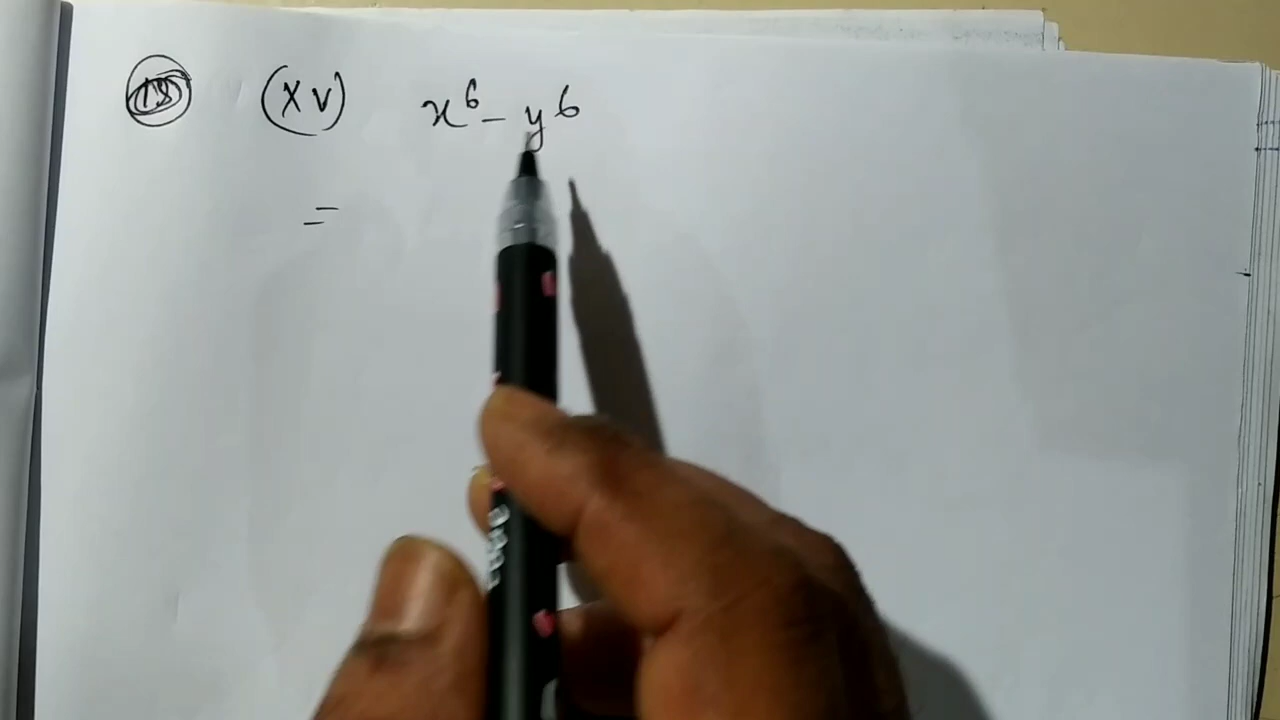 (xv) x⁶ - y⁶
=